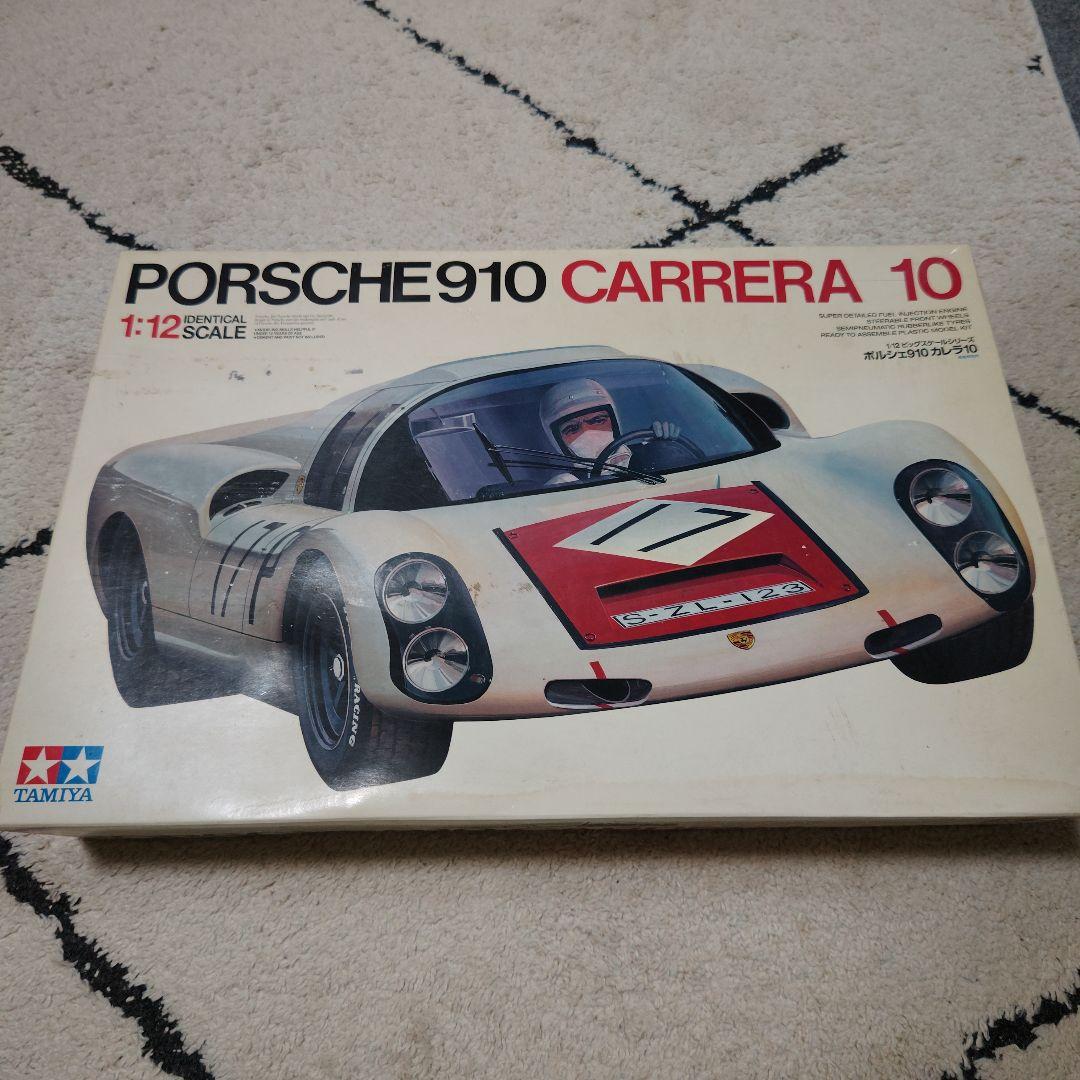 PORSCHE 910 CARRERA 10
1:12 IDENTICAL SCALE
SUPER DETAILED FUEL INJECTION ENGINE
STEERABLE FRONT WHEELS
SEMIPNEUMATIC RUBBERLIKE TYRES
READY TO ASSEMBLE PLASTIC MODEL KIT
1/12 ビッグスケールシリーズ
ポルシェ910 カレラ10
17
17
S-ZL-123
RACING
TAMIYA